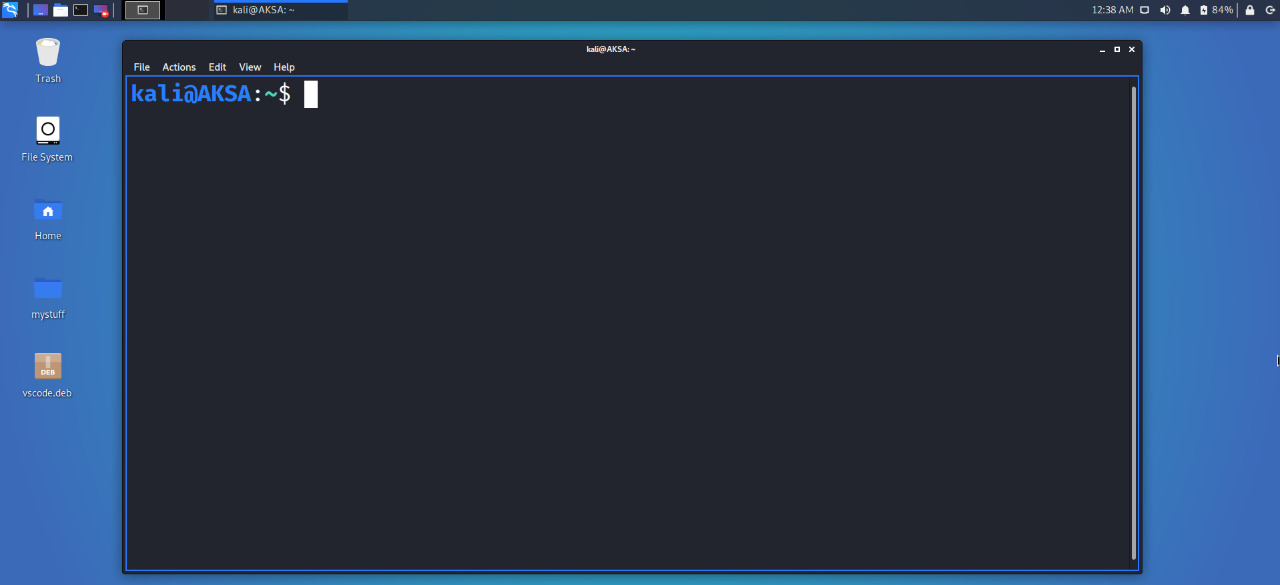 kali@AKSA: ~
12:38 AM
84%
kali@AKSA:~
File Actions Edit View Help
kali@AKSA:~$
Trash
File System
Home
mystuff
DEB
vscode.deb